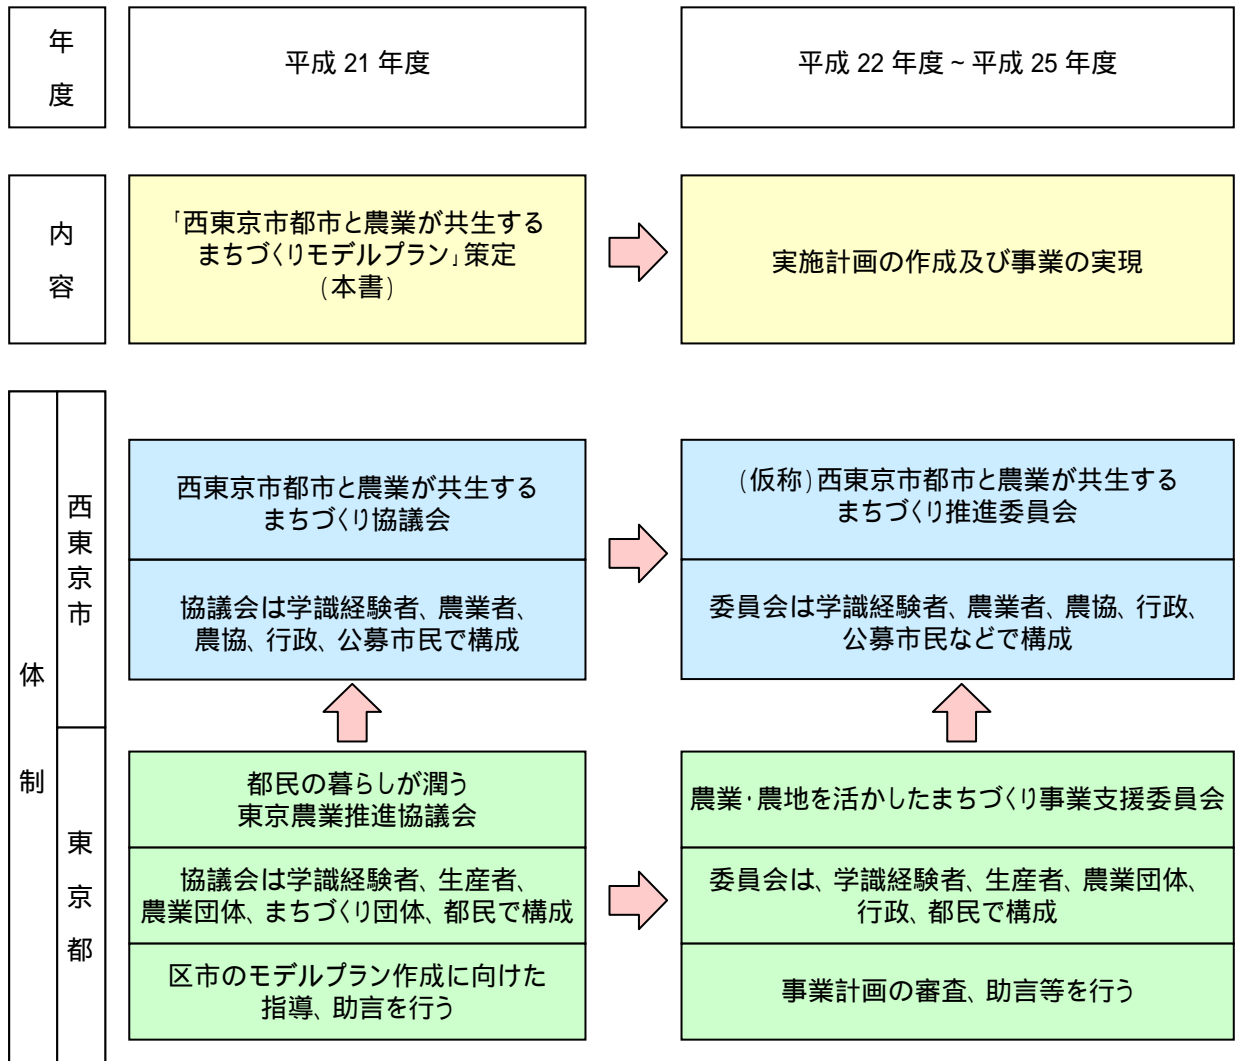 年度
平成 21 年度
平成 22 年度 ~ 平成 25 年度
内容
「西東京市都市と農業が共生する
まちづくりモデルプラン」策定
(本書)
実施計画の作成及び事業の実現
体制
西東京市
西東京市都市と農業が共生する
まちづくり協議会
協議会は学識経験者、農業者、
農協、行政、公募市民で構成
(仮称)西東京市都市と農業が共生する
まちづくり推進委員会
委員会は学識経験者、農業者、農協、行政、
公募市民などで構成
東京都
都民の暮らしが潤う
東京農業推進協議会
協議会は学識経験者、生産者、
農業団体、まちづくり団体、都民で構成
区市のモデルプラン作成に向けた
指導、助言を行う
農業・農地を活かしたまちづくり事業支援委員会
委員会は、学識経験者、生産者、農業団体、
行政、都民で構成
事業計画の審査、助言等を行う